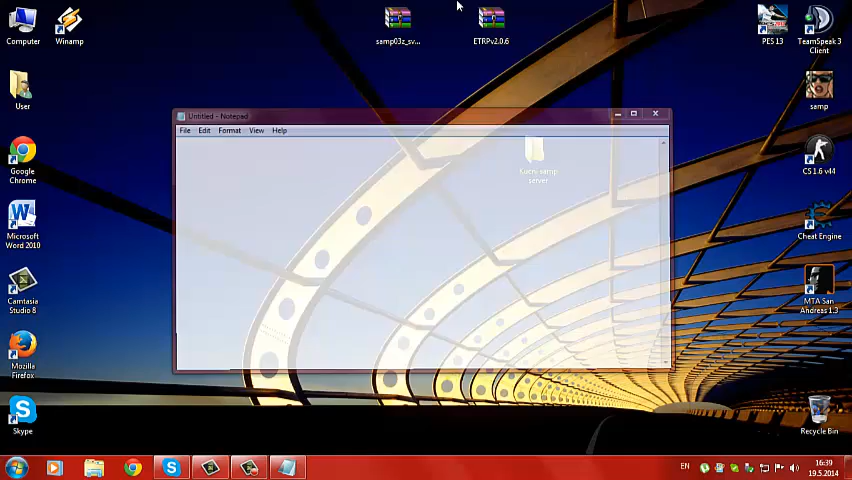 Computer
Winamp
samp03z_sv...
ETRPv2.0.6
PES 13
TeamSpeak 3
Client
User
samp
Untitled - Notepad
File Edit Format View Help
Google
Chrome
server
CS 1.6 v44
Microsoft
Word 2010
Cheat Engine
Camtasia
Studio 8
MTA San
Andreas 1.3
Mozilla
Firefox
Skype
Recycle Bin
EN
16:39
19.5.2014